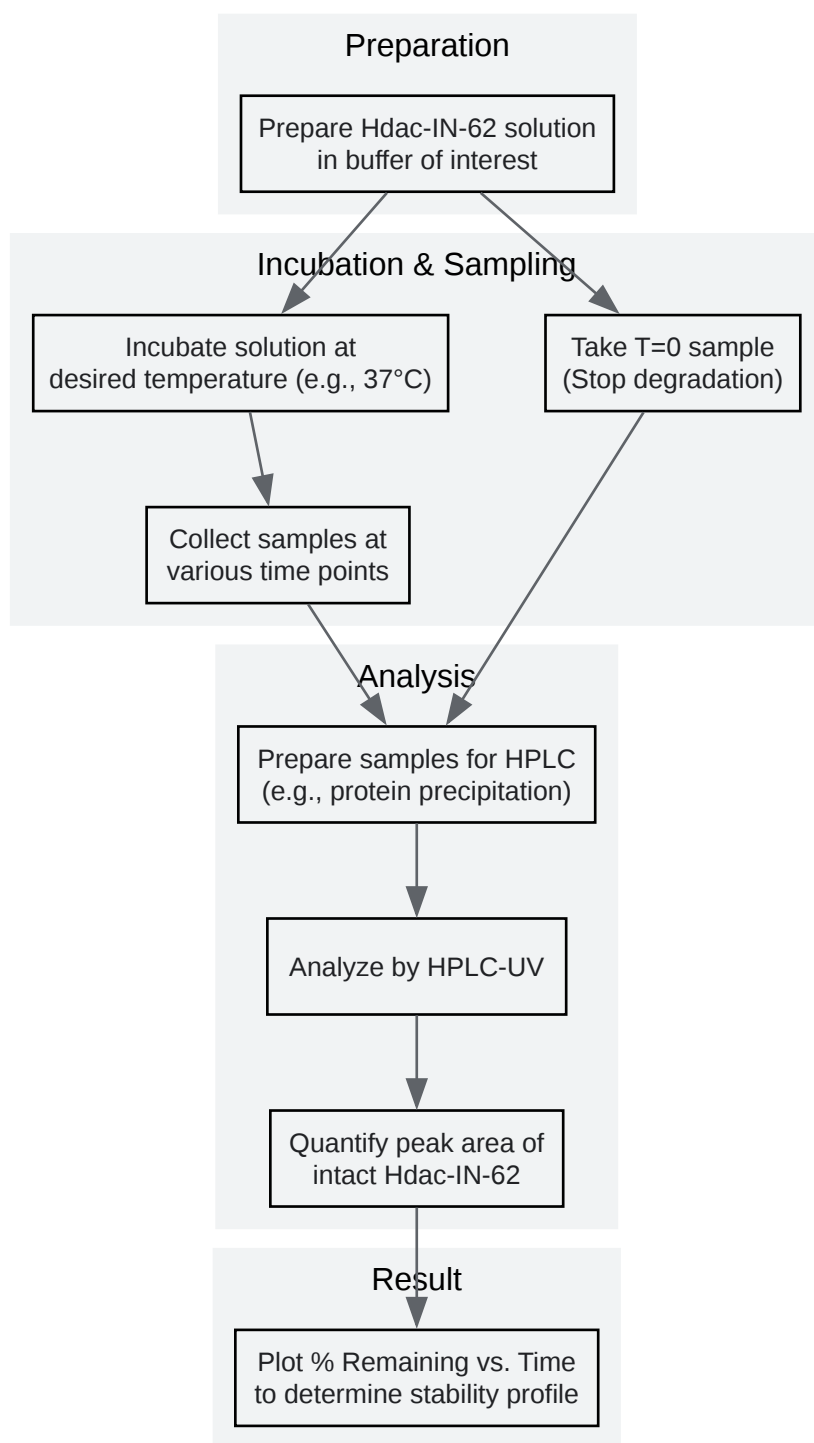 Preparation
Prepare Hdac-IN-62 solution
in buffer of interest
Incubation & Sampling
Incubate solution at
desired temperature (e.g., 37°C)
Take T=0 sample
(Stop degradation)
Collect samples at
various time points
Analysis
Prepare samples for HPLC
(e.g., protein precipitation)
Analyze by HPLC-UV
Quantify peak area of
intact Hdac-IN-62
Result
Plot % Remaining vs. Time
to determine stability profile